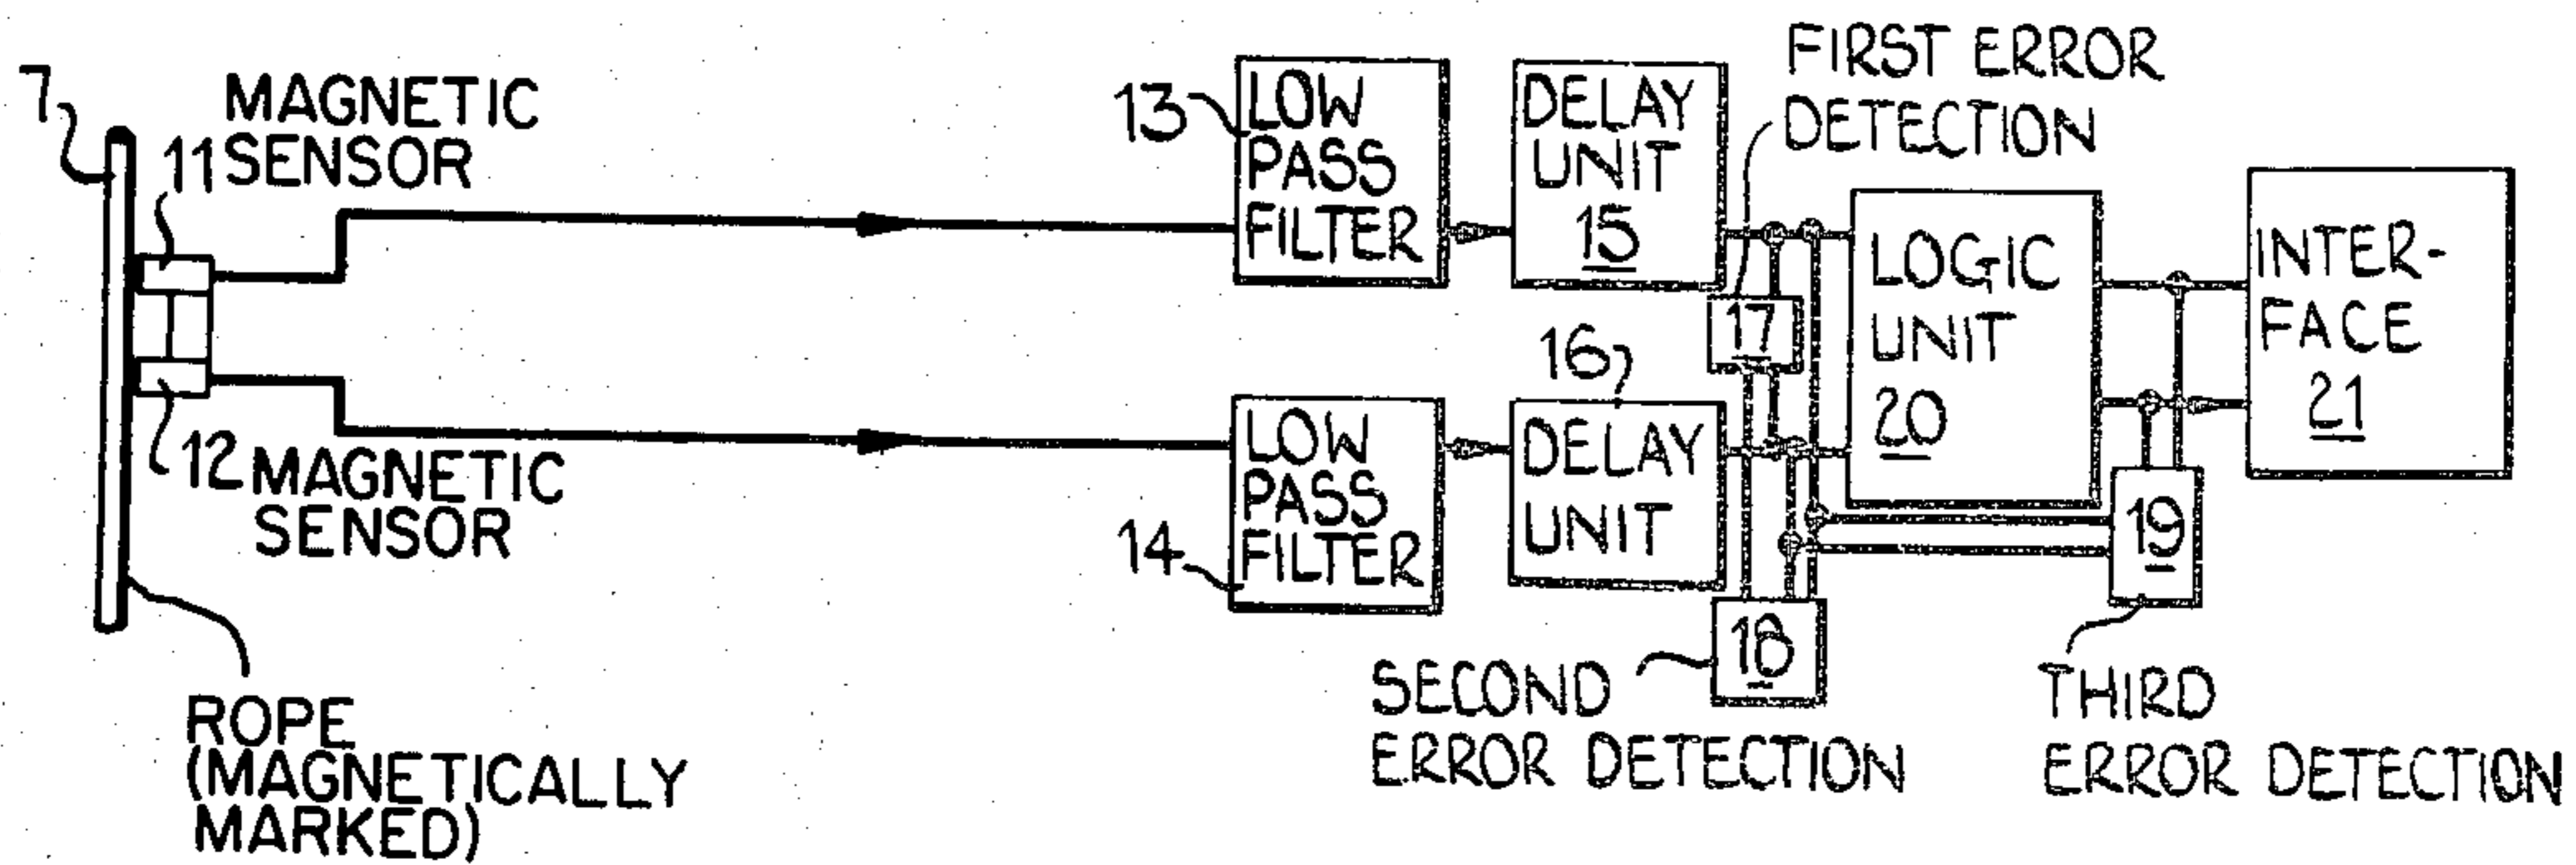 7
11 MAGNETIC
SENSOR
12 MAGNETIC
SENSOR
ROPE
(MAGNETICALLY
MARKED)
13
LOW
PASS
FILTER
14
LOW
PASS
FILTER
DELAY
UNIT
15
16
DELAY
UNIT
FIRST ERROR
DETECTION
17
18
SECOND
ERROR DETECTION
LOGIC
UNIT
20
19
THIRD
ERROR DETECTION
INTER-
FACE
21